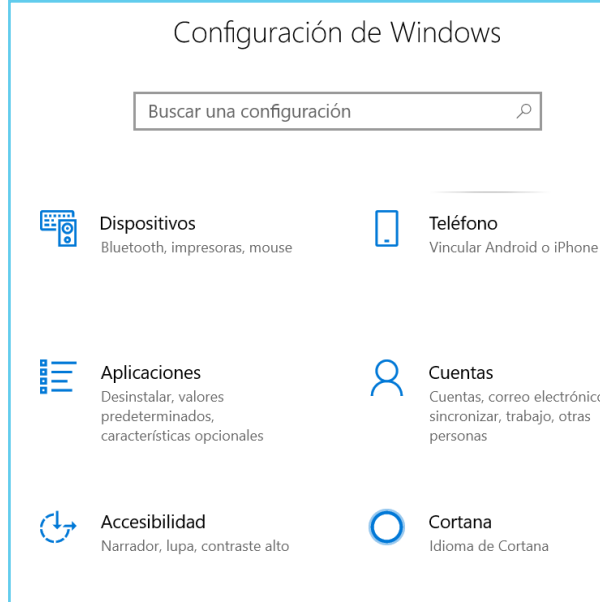 Configuración de Windows
Buscar una configuración
Dispositivos
Bluetooth, impresoras, mouse
Teléfono
Vincular Android o iPhone
Aplicaciones
Desinstalar, valores
predeterminados,
características opcionales
Cuentas
Cuentas, correo electrónico
sincronizar, trabajo, otras
personas
Accesibilidad
Narrador, lupa, contraste alto
Cortana
Idioma de Cortana